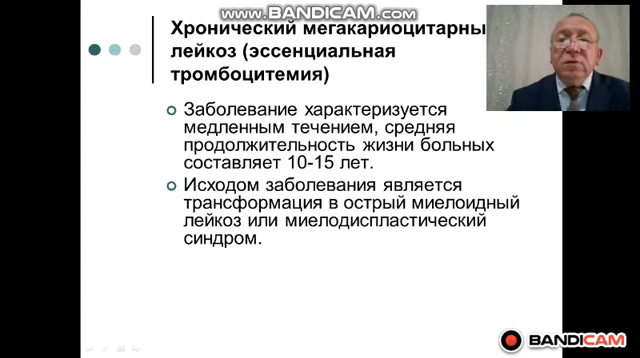 www.BANDICAM.com
Хронический мегакариоцитарны
лейкоз (эссенциальная
тромбоцитемия)
Заболевание характеризуется
медленным течением, средняя
продолжительность жизни больных
составляет 10-15 лет.
Исходом заболевания является
трансформация в острый миелоидный
лейкоз или миелодиспластический
синдром.
BANDICAM